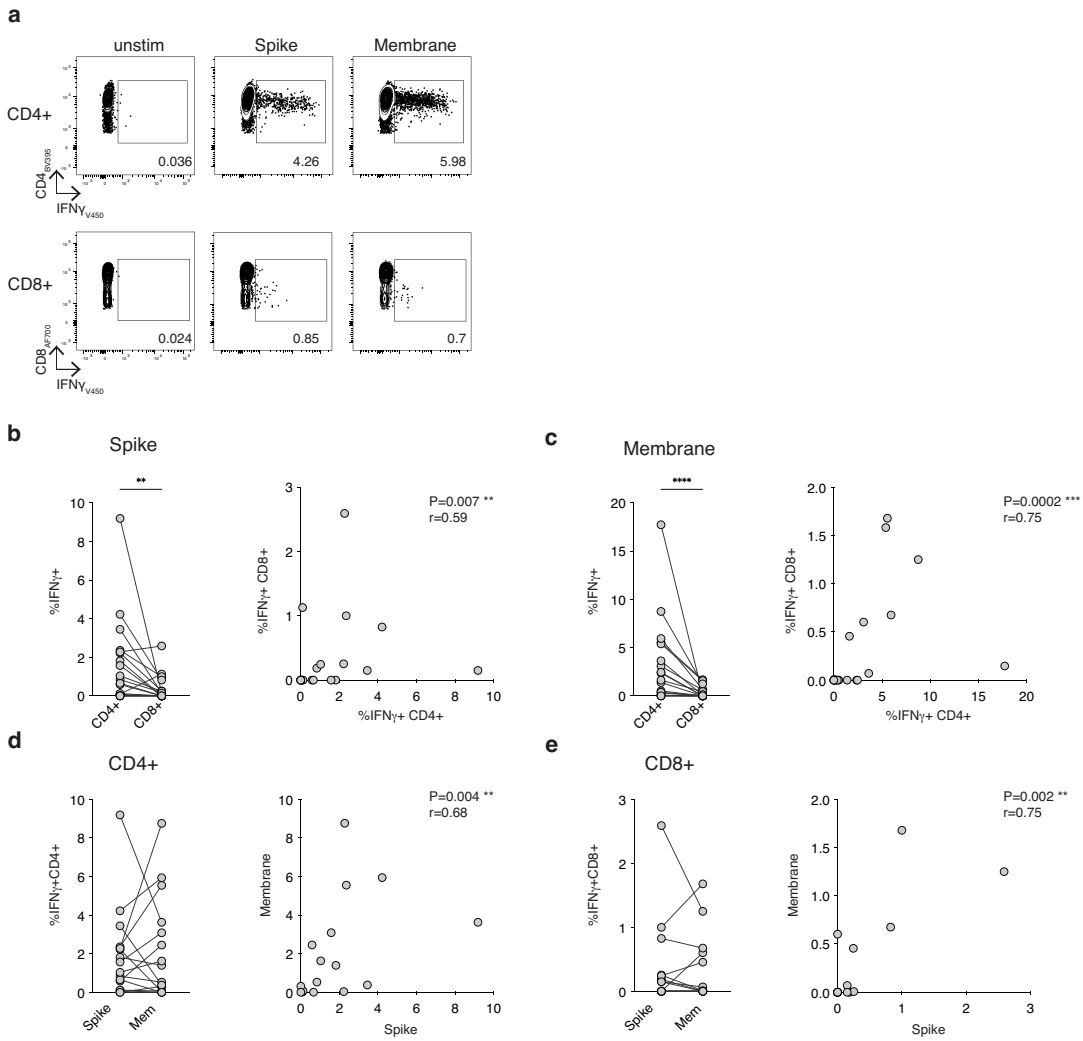 a
unstim Spike Membrane
CD4+
0.036 4.26 5.98
CD4BV395
IFNγV450
CD8+
0.024 0.85 0.7
CD8AF700
IFNγV450
b
Spike
**
%IFNγ+
10
8
6
4
2
0
CD4+ CD8+
%IFNγ+ CD8+
3
2
1
0
0 2 4 6 8 10
%IFNγ+ CD4+
P=0.007 **
r=0.59
c
Membrane
****
%IFNγ+
20
15
10
5
0
CD4+ CD8+
%IFNγ+ CD8+
2.0
1.5
1.0
0.5
0.0
0 5 10 15 20
%IFNγ+ CD4+
P=0.0002 ***
r=0.75
d
CD4+
%IFNγ+CD4+
10
8
6
4
2
0
Spike Mem
Membrane
10
8
6
4
2
0
0 2 4 6 8 10
Spike
P=0.004 **
r=0.68
e
CD8+
%IFNγ+CD8+
3
2
1
0
Spike Mem
Membrane
2.0
1.5
1.0
0.5
0.0
0 1 2 3
Spike
P=0.002 **
r=0.75